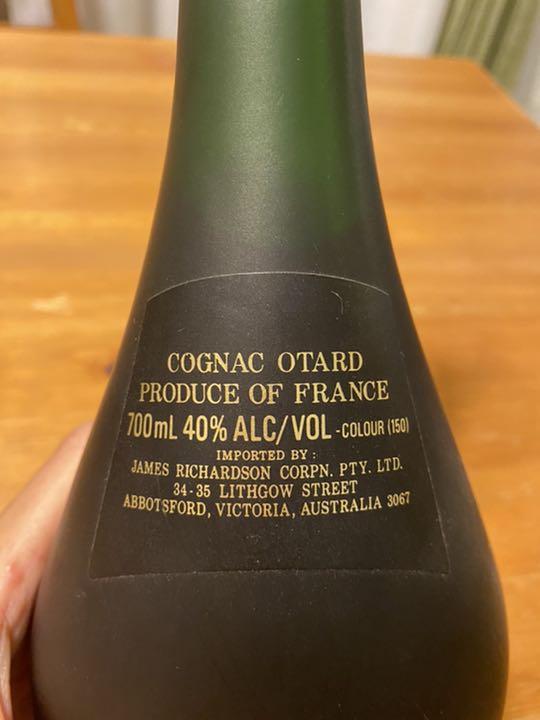 COGNAC OTARD
PRODUCE OF FRANCE
700mL 40% ALC/VOL -COLOUR (150)
IMPORTED BY:
JAMES RICHARDSON CORPN. PTY. LTD.
34-35 LITHGOW STREET
ABBOTSFORD, VICTORIA, AUSTRALIA 3067